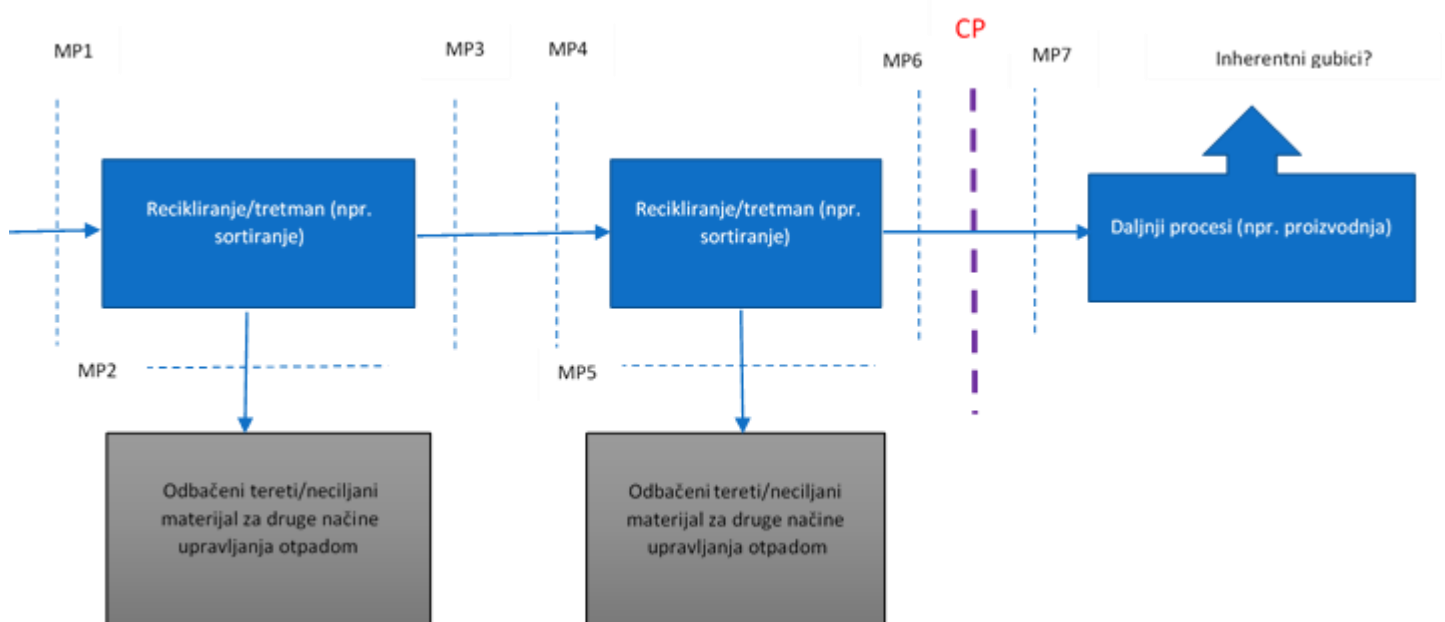 MP1
MP3
MP4
MP6
CP
MP7
Inherentni gubici?
Recikliranje/tretman (npr.
sortiranje)
Recikliranje/tretman (npr.
sortiranje)
Daljnji procesi (npr. proizvodnja)
MP2
MP5
Odbačeni tereti/neciljani
materijal za druge načine
upravljanja otpadom
Odbačeni tereti/neciljani
materijal za druge načine
upravljanja otpadom